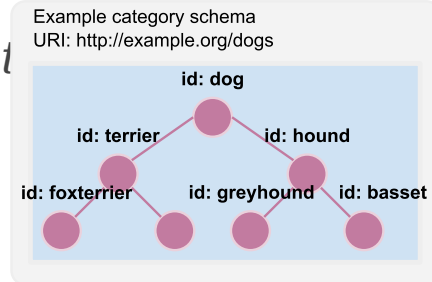 Example category schema
URI: http://example.org/dogs
t
id: dog
id: terrier
id: hound
id: foxterrier
id: greyhound
id: basset